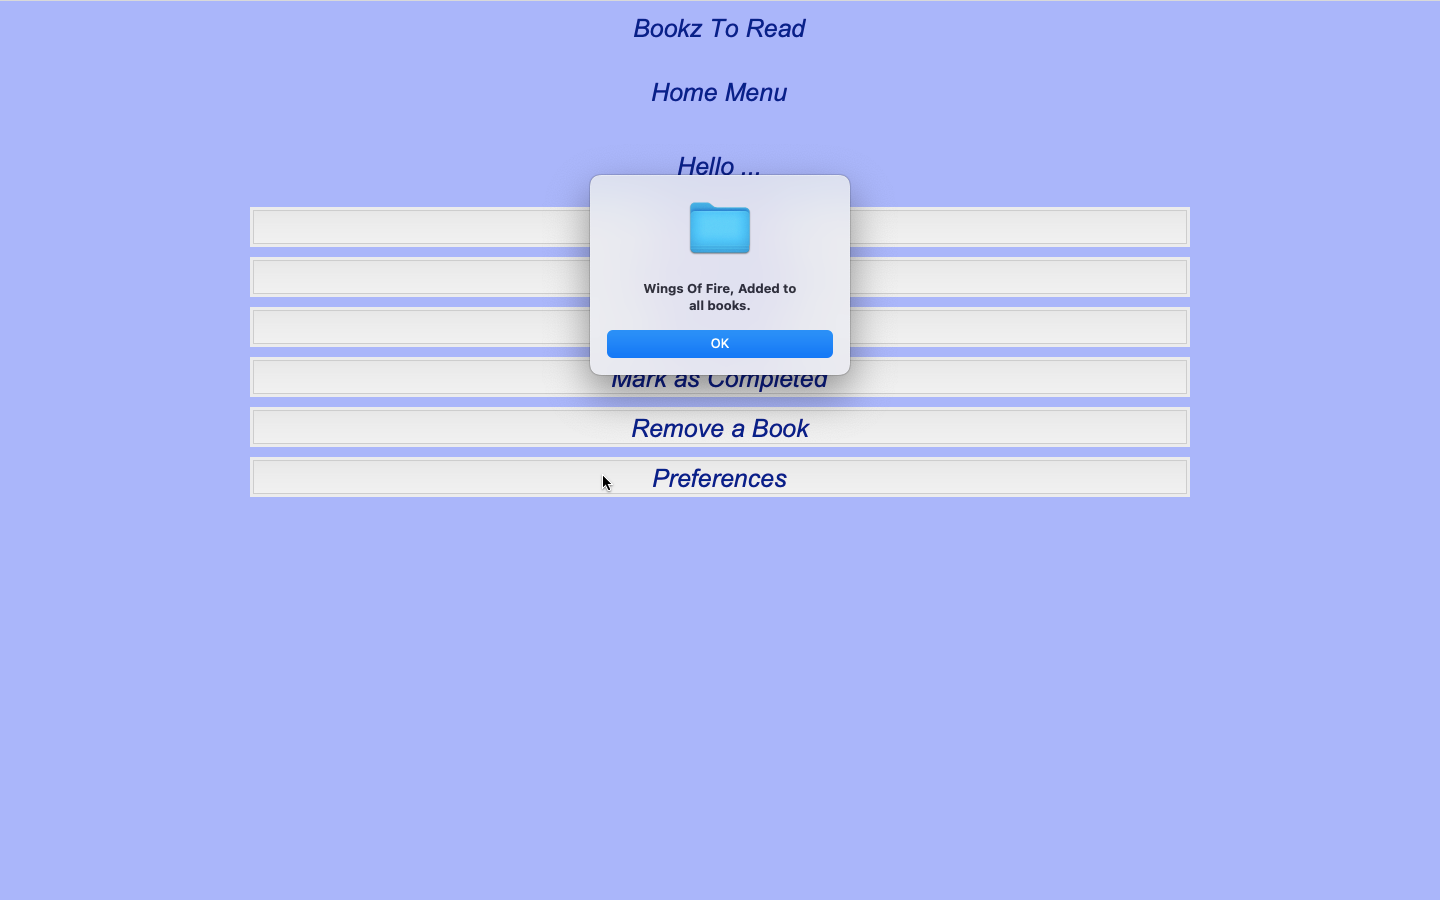 Bookz To Read
Home Menu
Hello ...
Wings Of Fire, Added to
all books.
OK
Mark as Completed
Remove a Book
Preferences